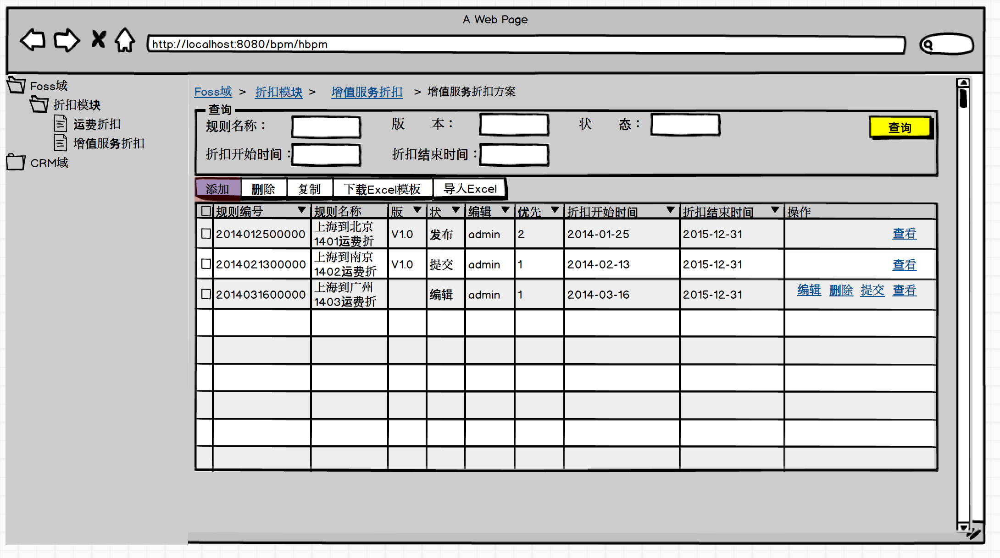 A Web Page
http://localhost:8080/bpm/hbpm
Foss域
折扣模块
运费折扣
增值服务折扣
CRM域
Foss域 > 折扣模块 > 增值服务折扣 > 增值服务折扣方案
查询
规则名称： 版 本： 状 态： 查询
折扣开始时间： 折扣结束时间：
添加 删除 复制 下载Excel模板 导入Excel
规则编号 规则名称 版 状 编辑 优先 折扣开始时间 折扣结束时间 操作
2014012500000 上海到北京 V1.0 发布 admin 2 2014-01-25 2015-12-31 查看
1401运费折
2014021300000 上海到南京 V1.0 提交 admin 1 2014-02-13 2015-12-31 查看
1402运费折
2014031600000 上海到广州 编辑 admin 1 2014-03-16 2015-12-31 编辑 删除 提交 查看
1403运费折